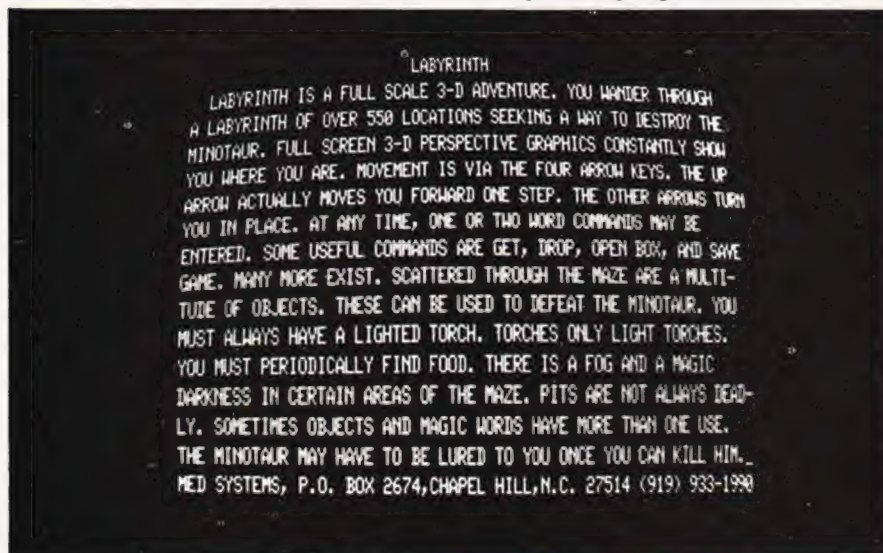 LABYRINTH
LABYRINTH IS A FULL SCALE 3-D ADVENTURE. YOU WANDER THROUGH
A LABYRINTH OF OVER 550 LOCATIONS SEEKING A WAY TO DESTROY THE
MINOTAUR. FULL SCREEN 3-D PERSPECTIVE GRAPHICS CONSTANTLY SHOW
YOU WHERE YOU ARE. MOVEMENT IS VIA THE FOUR ARROW KEYS. THE UP
ARROW ACTUALLY MOVES YOU FORWARD ONE STEP. THE OTHER ARROWS TURN
YOU IN PLACE. AT ANY TIME, ONE OR TWO WORD COMMANDS MAY BE
ENTERED. SOME USEFUL COMMANDS ARE GET, DROP, OPEN BOX, AND SAVE
GAME. MANY MORE EXIST. SCATTERED THROUGH THE MAZE ARE A MULTI-
TUDE OF OBJECTS. THESE CAN BE USED TO DEFEAT THE MINOTAUR. YOU
MUST ALWAYS HAVE A LIGHTED TORCH. TORCHES ONLY LIGHT TORCHES.
YOU MUST PERIODICALLY FIND FOOD. THERE IS A FOG AND A MAGIC
DARKNESS IN CERTAIN AREAS OF THE MAZE. PITS ARE NOT ALWAYS DEAD-
LY. SOMETIMES OBJECTS AND MAGIC WORDS HAVE MORE THAN ONE USE.
THE MINOTAUR MAY HAVE TO BE LURED TO YOU ONCE YOU CAN KILL HIM._
MED SYSTEMS, P.O. BOX 2674,CHAPEL HILL,N.C. 27514 (919) 933-1990